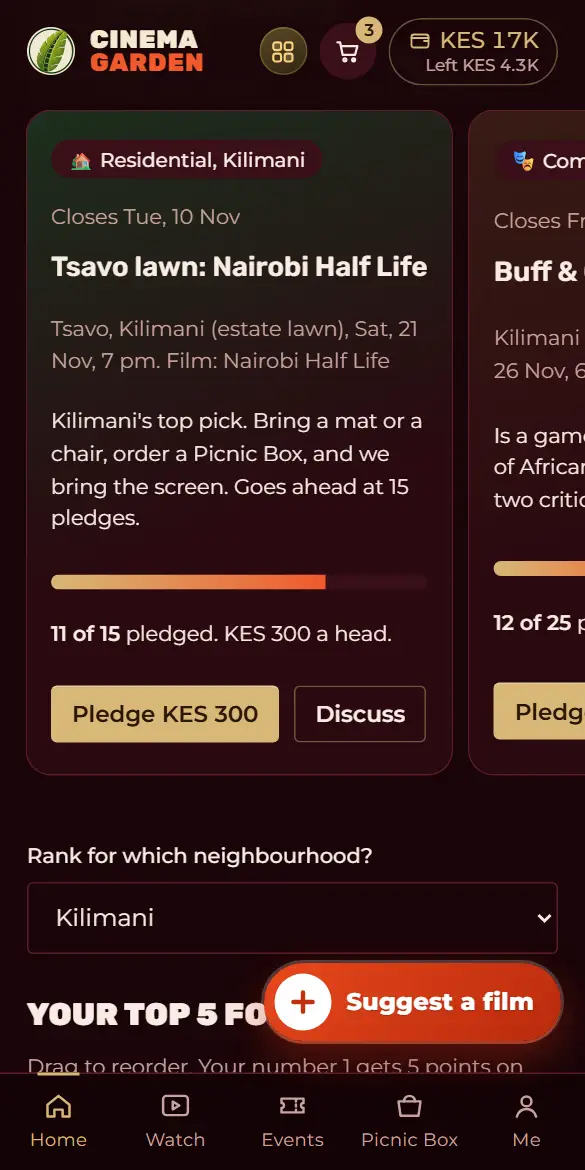 CINEMA
GARDEN
3
KES 17K
Left KES 4.3K
Residential, Kilimani
Closes Tue, 10 Nov
Tsavo lawn: Nairobi Half Life
Tsavo, Kilimani (estate lawn), Sat, 21
Nov, 7 pm. Film: Nairobi Half Life
Kilimani's top pick. Bring a mat or a
chair, order a Picnic Box, and we
bring the screen. Goes ahead at 15
pledges.
11 of 15 pledged. KES 300 a head.
Pledge KES 300
Discuss
Com
Closes Fr
Buff &
Kilimani
26 Nov, 6
Is a gam
of African
two critic
12 of 25 p
Pledg
Rank for which neighbourhood?
Kilimani
YOUR TOP 5 FO
Suggest a film
Drag to reorder. Your number 1 gets 5 points on
Home
Watch
Events
Picnic Box
Me